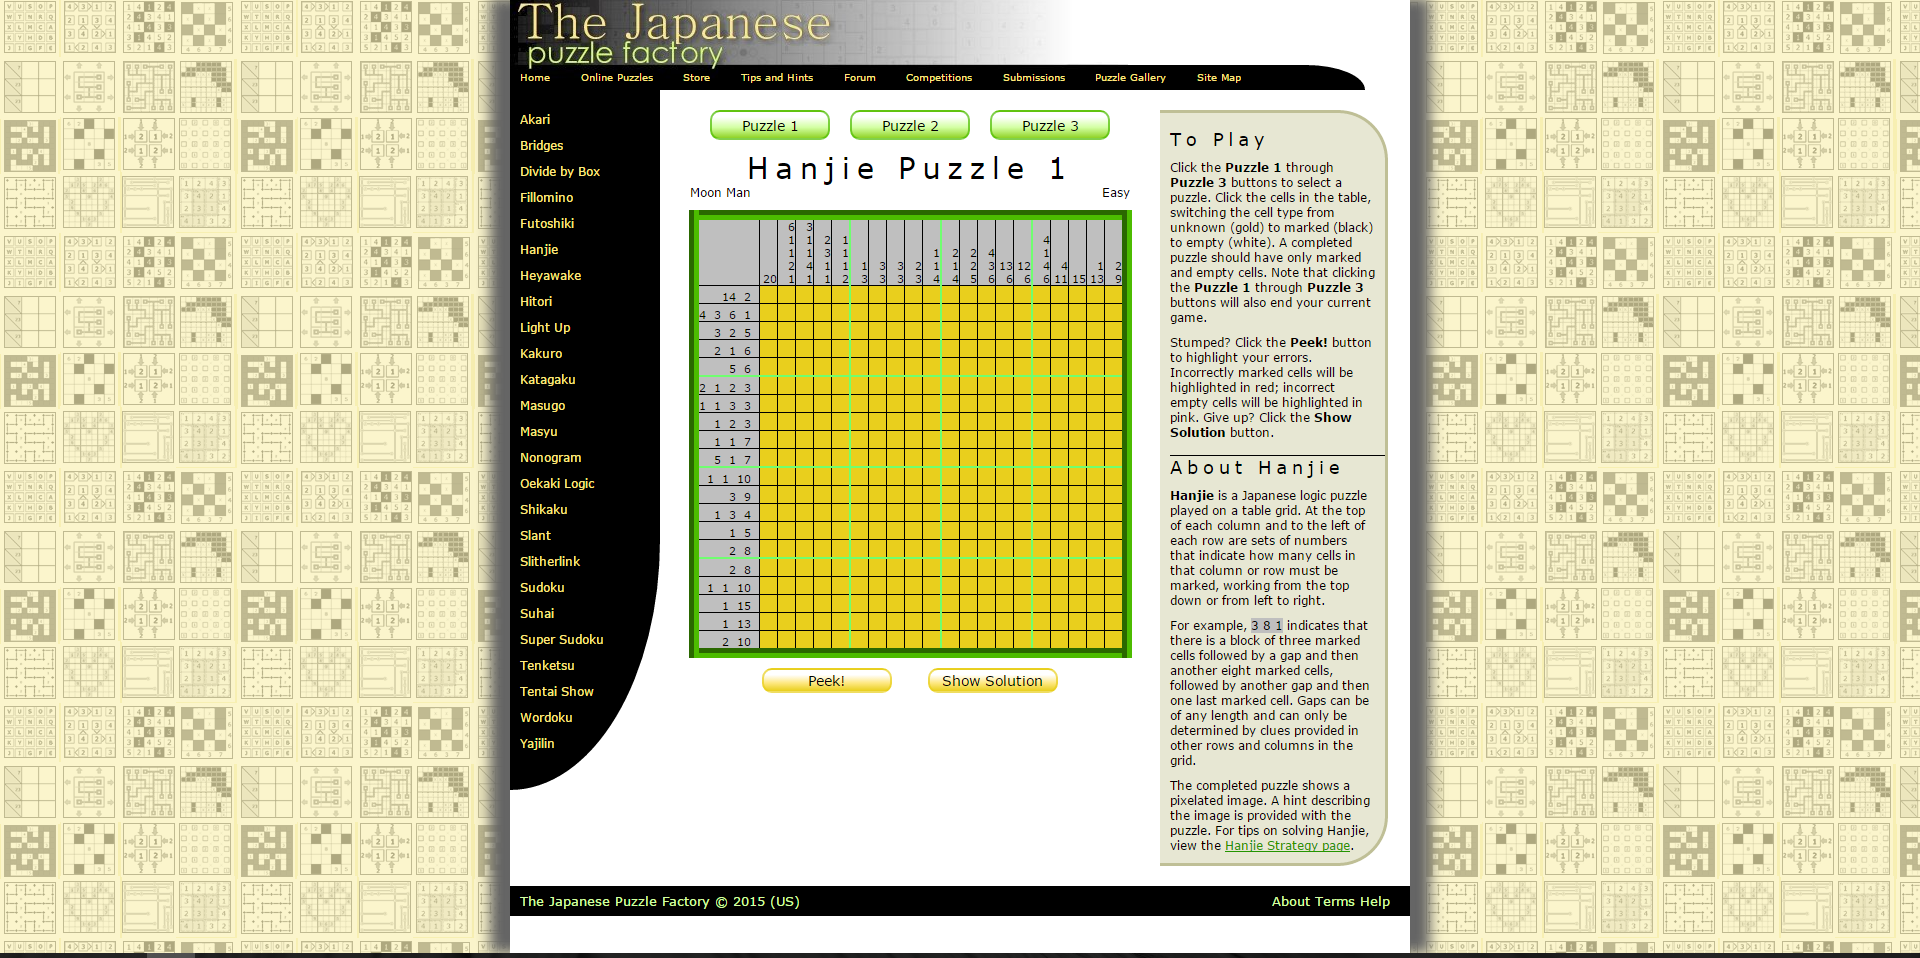 The Japanese
puzzle factory
Home Online Puzzles Store Tips and Hints Forum Competitions Submissions Puzzle Gallery Site Map
Akari
Bridges
Divide by Box
Fillomino
Futoshiki
Hanjie
Heyawake
Hitori
Light Up
Kakuro
Katagaku
Masugo
Masyu
Nonogram
Oekaki Logic
Shikaku
Slant
Slitherlink
Sudoku
Suhai
Super Sudoku
Tenketsu
Tentai Show
Wordoku
Yajilin
Puzzle 1 Puzzle 2 Puzzle 3
Hanjie Puzzle 1
Moon Man Easy
6 3
1 1 2 1 4
1 1 3 1 1 2 2 4 1
2 4 1 1 1 3 3 2 1 1 2 3 13 12 4 4 1 2
20 1 1 1 2 3 3 3 3 4 4 5 6 6 6 6 11 15 13 9
14 2
4 3 6 1
3 2 5
2 1 6
5 6
2 1 2 3
1 1 3 3
1 2 3
1 1 7
5 1 7
1 1 10
3 9
1 3 4
1 5
2 8
2 8
1 1 10
1 15
1 13
2 10
Peek! Show Solution
To Play
Click the Puzzle 1 through
Puzzle 3 buttons to select a
puzzle. Click the cells in the table,
switching the cell type from
unknown (gold) to marked (black)
to empty (white). A completed
puzzle should have only marked
and empty cells. Note that clicking
the Puzzle 1 through Puzzle 3
buttons will also end your current
game.
Stumped? Click the Peek! button
to highlight your errors.
Incorrectly marked cells will be
highlighted in red; incorrect
empty cells will be highlighted in
pink. Give up? Click the Show
Solution button.
About Hanjie
Hanjie is a Japanese logic puzzle
played on a table grid. At the top
of each column and to the left of
each row are sets of numbers
that indicate how many cells in
that column or row must be
marked, working from the top
down or from left to right.
For example, 3 8 1 indicates that
there is a block of three marked
cells followed by a gap and then
another eight marked cells,
followed by another gap and then
one last marked cell. Gaps can be
of any length and can only be
determined by clues provided in
other rows and columns in the
grid.
The completed puzzle shows a
pixelated image. A hint describing
the image is provided with the
puzzle. For tips on solving Hanjie,
view the Hanjie Strategy page.
The Japanese Puzzle Factory © 2015 (US) About Terms Help